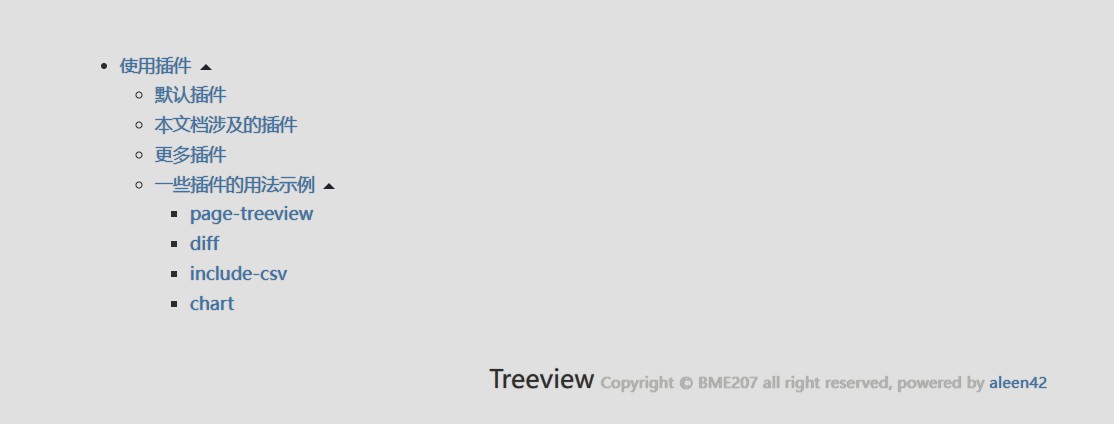 使用插件
默认插件
本文档涉及的插件
更多插件
一些插件的用法示例
page-treeview
diff
include-csv
chart
Treeview Copyright © BME207 all right reserved, powered by aleen42